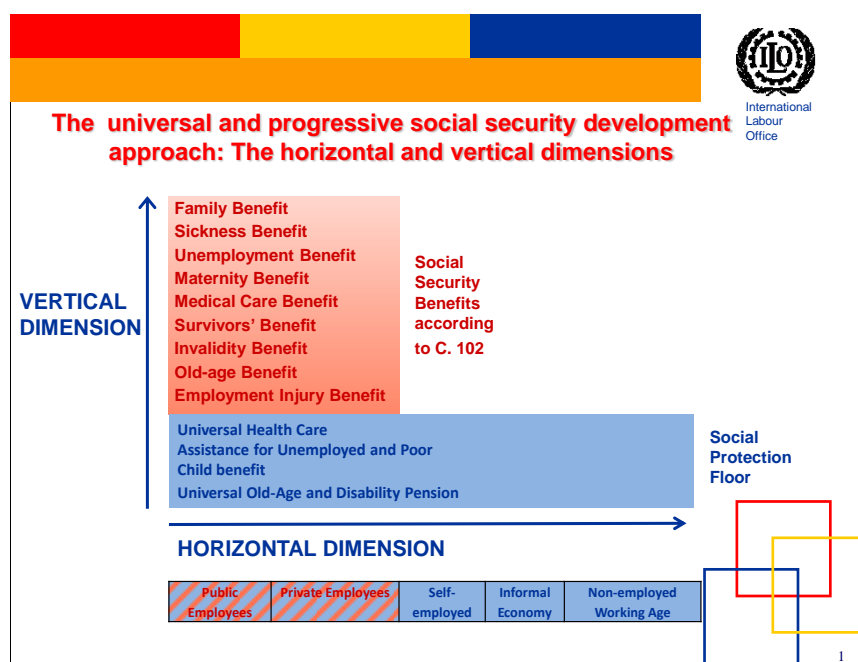 ILO
International
Labour
Office
The universal and progressive social security development
approach: The horizontal and vertical dimensions
VERTICAL
DIMENSION
Family Benefit
Sickness Benefit
Unemployment Benefit
Maternity Benefit
Medical Care Benefit
Survivors’ Benefit
Invalidity Benefit
Old-age Benefit
Employment Injury Benefit
Social
Security
Benefits
according
to C. 102
Universal Health Care
Assistance for Unemployed and Poor
Child benefit
Universal Old-Age and Disability Pension
Social
Protection
Floor
HORIZONTAL DIMENSION
Public
Employees
Private Employees
Self-
employed
Informal
Economy
Non-employed
Working Age
1